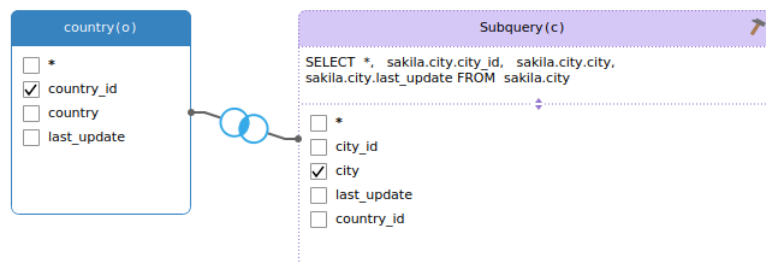 country(o)
*
country_id
country
last_update
Subquery(c)
SELECT *, sakila.city.city_id, sakila.city.city,
sakila.city.last_update FROM sakila.city
*
city_id
city
last_update
country_id